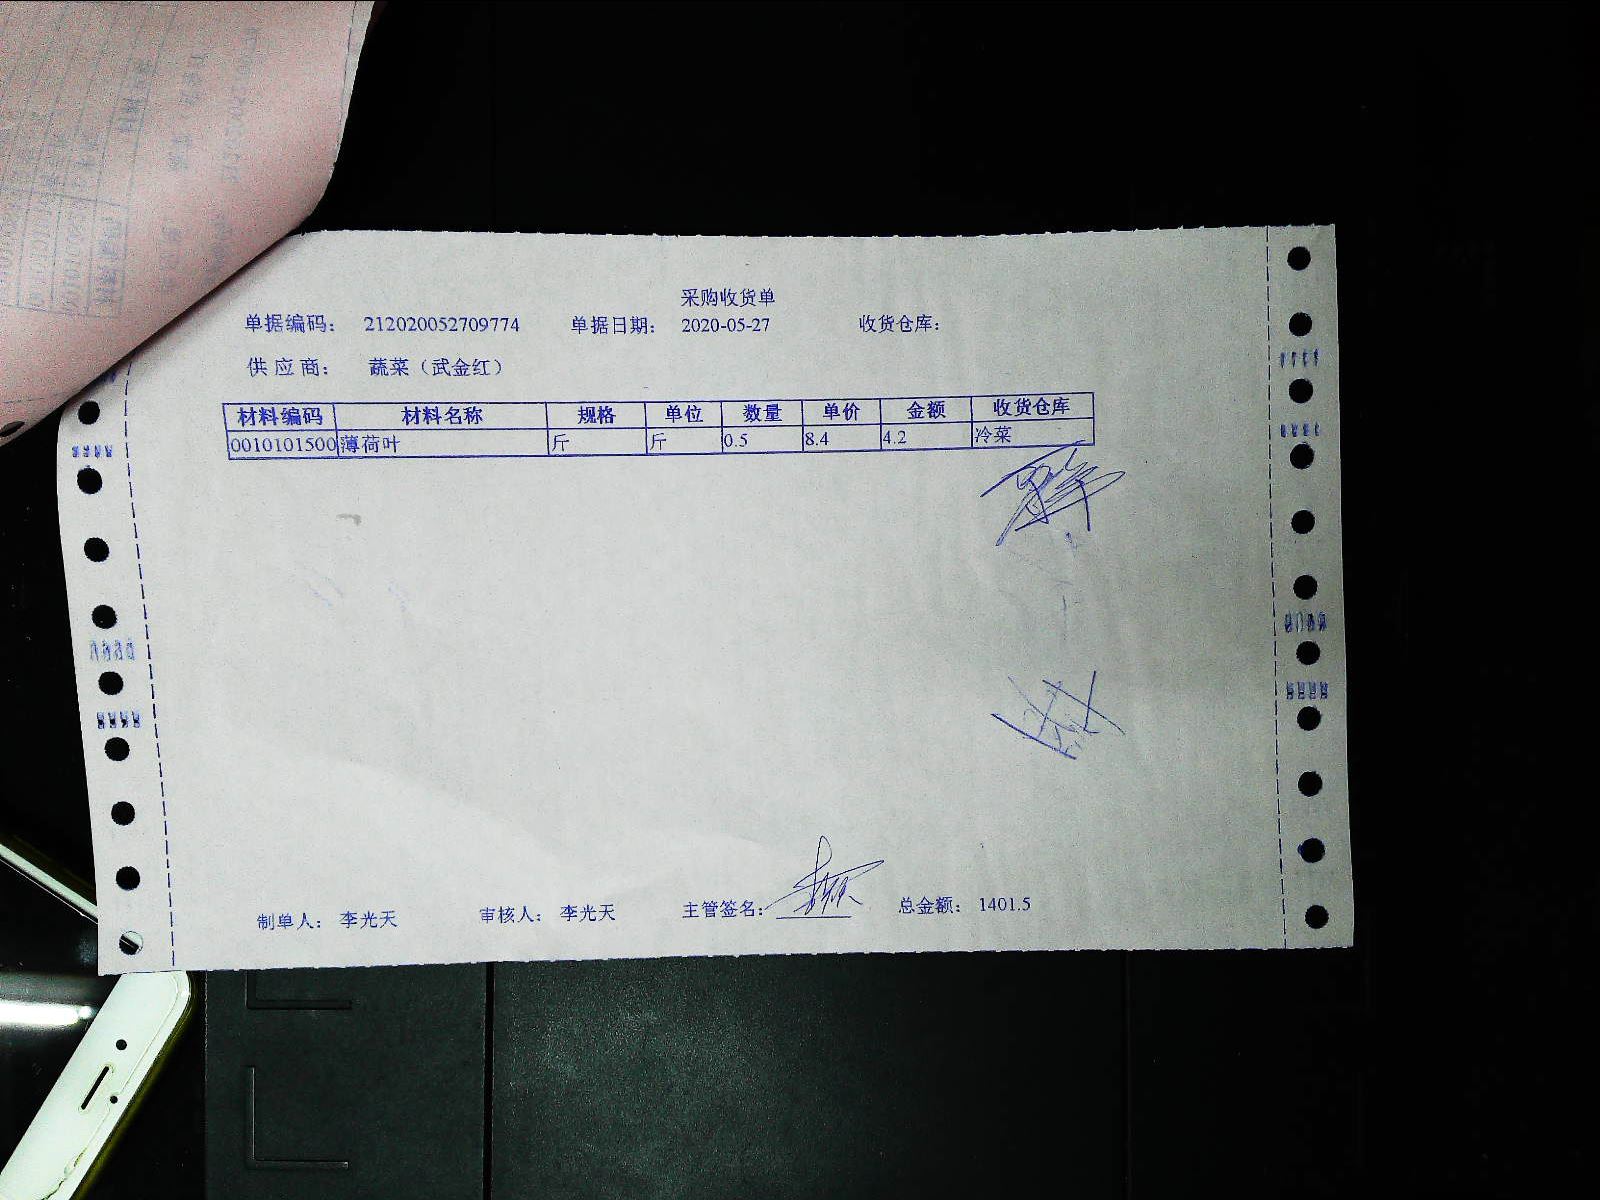 采购收货单
单据编码： 212020052709774 单据日期： 2020-05-27 收货仓库：
供 应 商： 蔬菜（武金红）
材料编码 材料名称 规格 单位 数量 单价 金额 收货仓库
0010101500 薄荷叶 斤 斤 0.5 8.4 4.2 冷菜
制单人： 李光天 审核人： 李光天 主管签名： 总金额： 1401.5